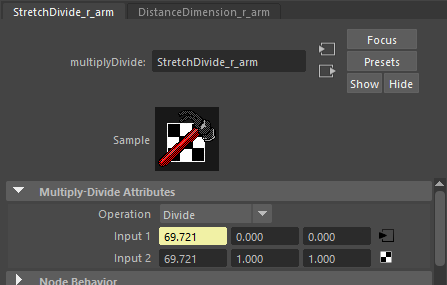 StretchDivide_r_arm DistanceDimension_r_arm
Focus
multiplyDivide: StretchDivide_r_arm Presets
Show Hide
Sample
Multiply-Divide Attributes
Operation Divide
Input 1 69.721 0.000 0.000
Input 2 69.721 1.000 1.000
Node Behavior